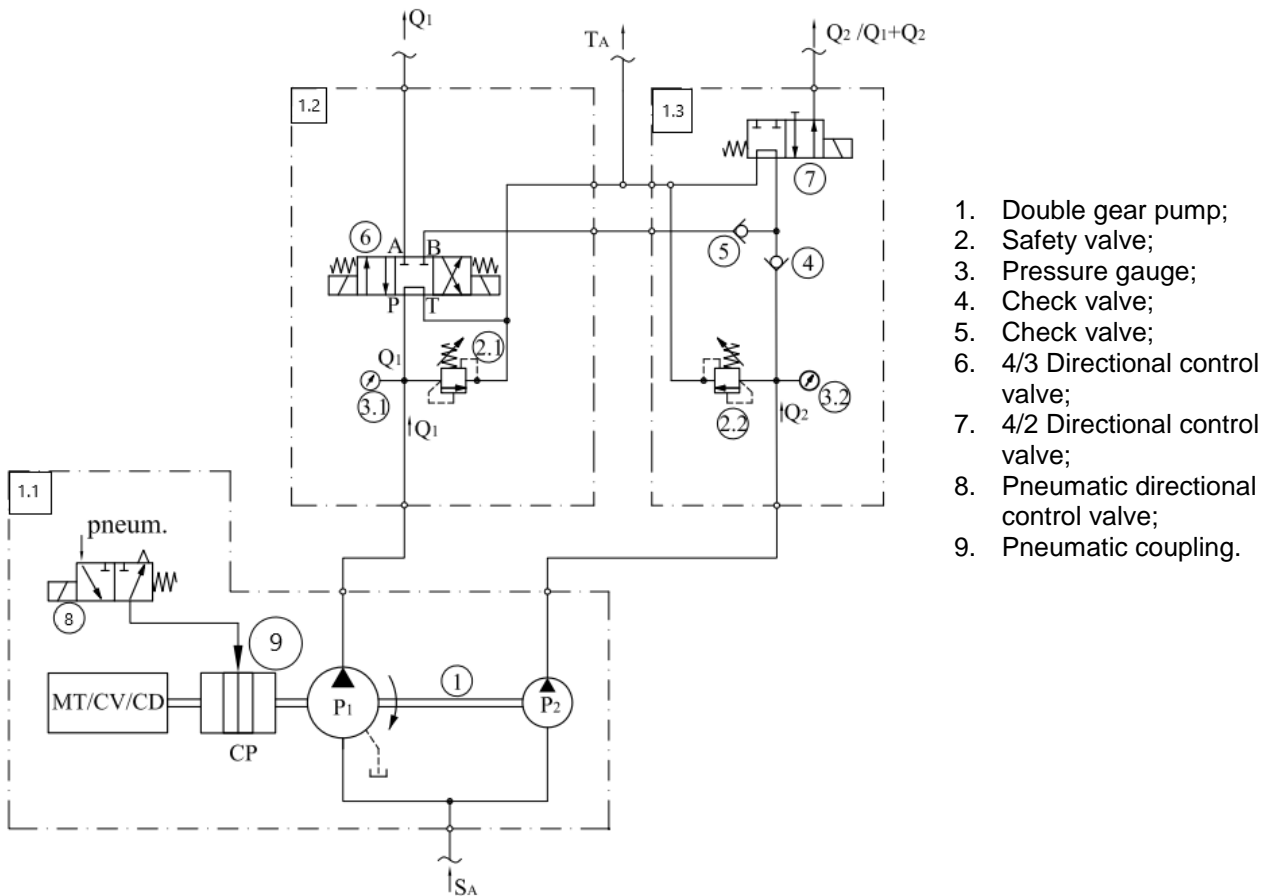 Q1
TA
Q2 /Q1+Q2
1.2
1.3
7
6
A
B
5
4
P
T
2.1
Q1
3.1
3.2
2.2
Q1
Q2
1.1
pneum.
8
9
MT/CV/CD
P1
1
P2
CP
SA
1. Double gear pump;
2. Safety valve;
3. Pressure gauge;
4. Check valve;
5. Check valve;
6. 4/3 Directional control
valve;
7. 4/2 Directional control
valve;
8. Pneumatic directional
control valve;
9. Pneumatic coupling.